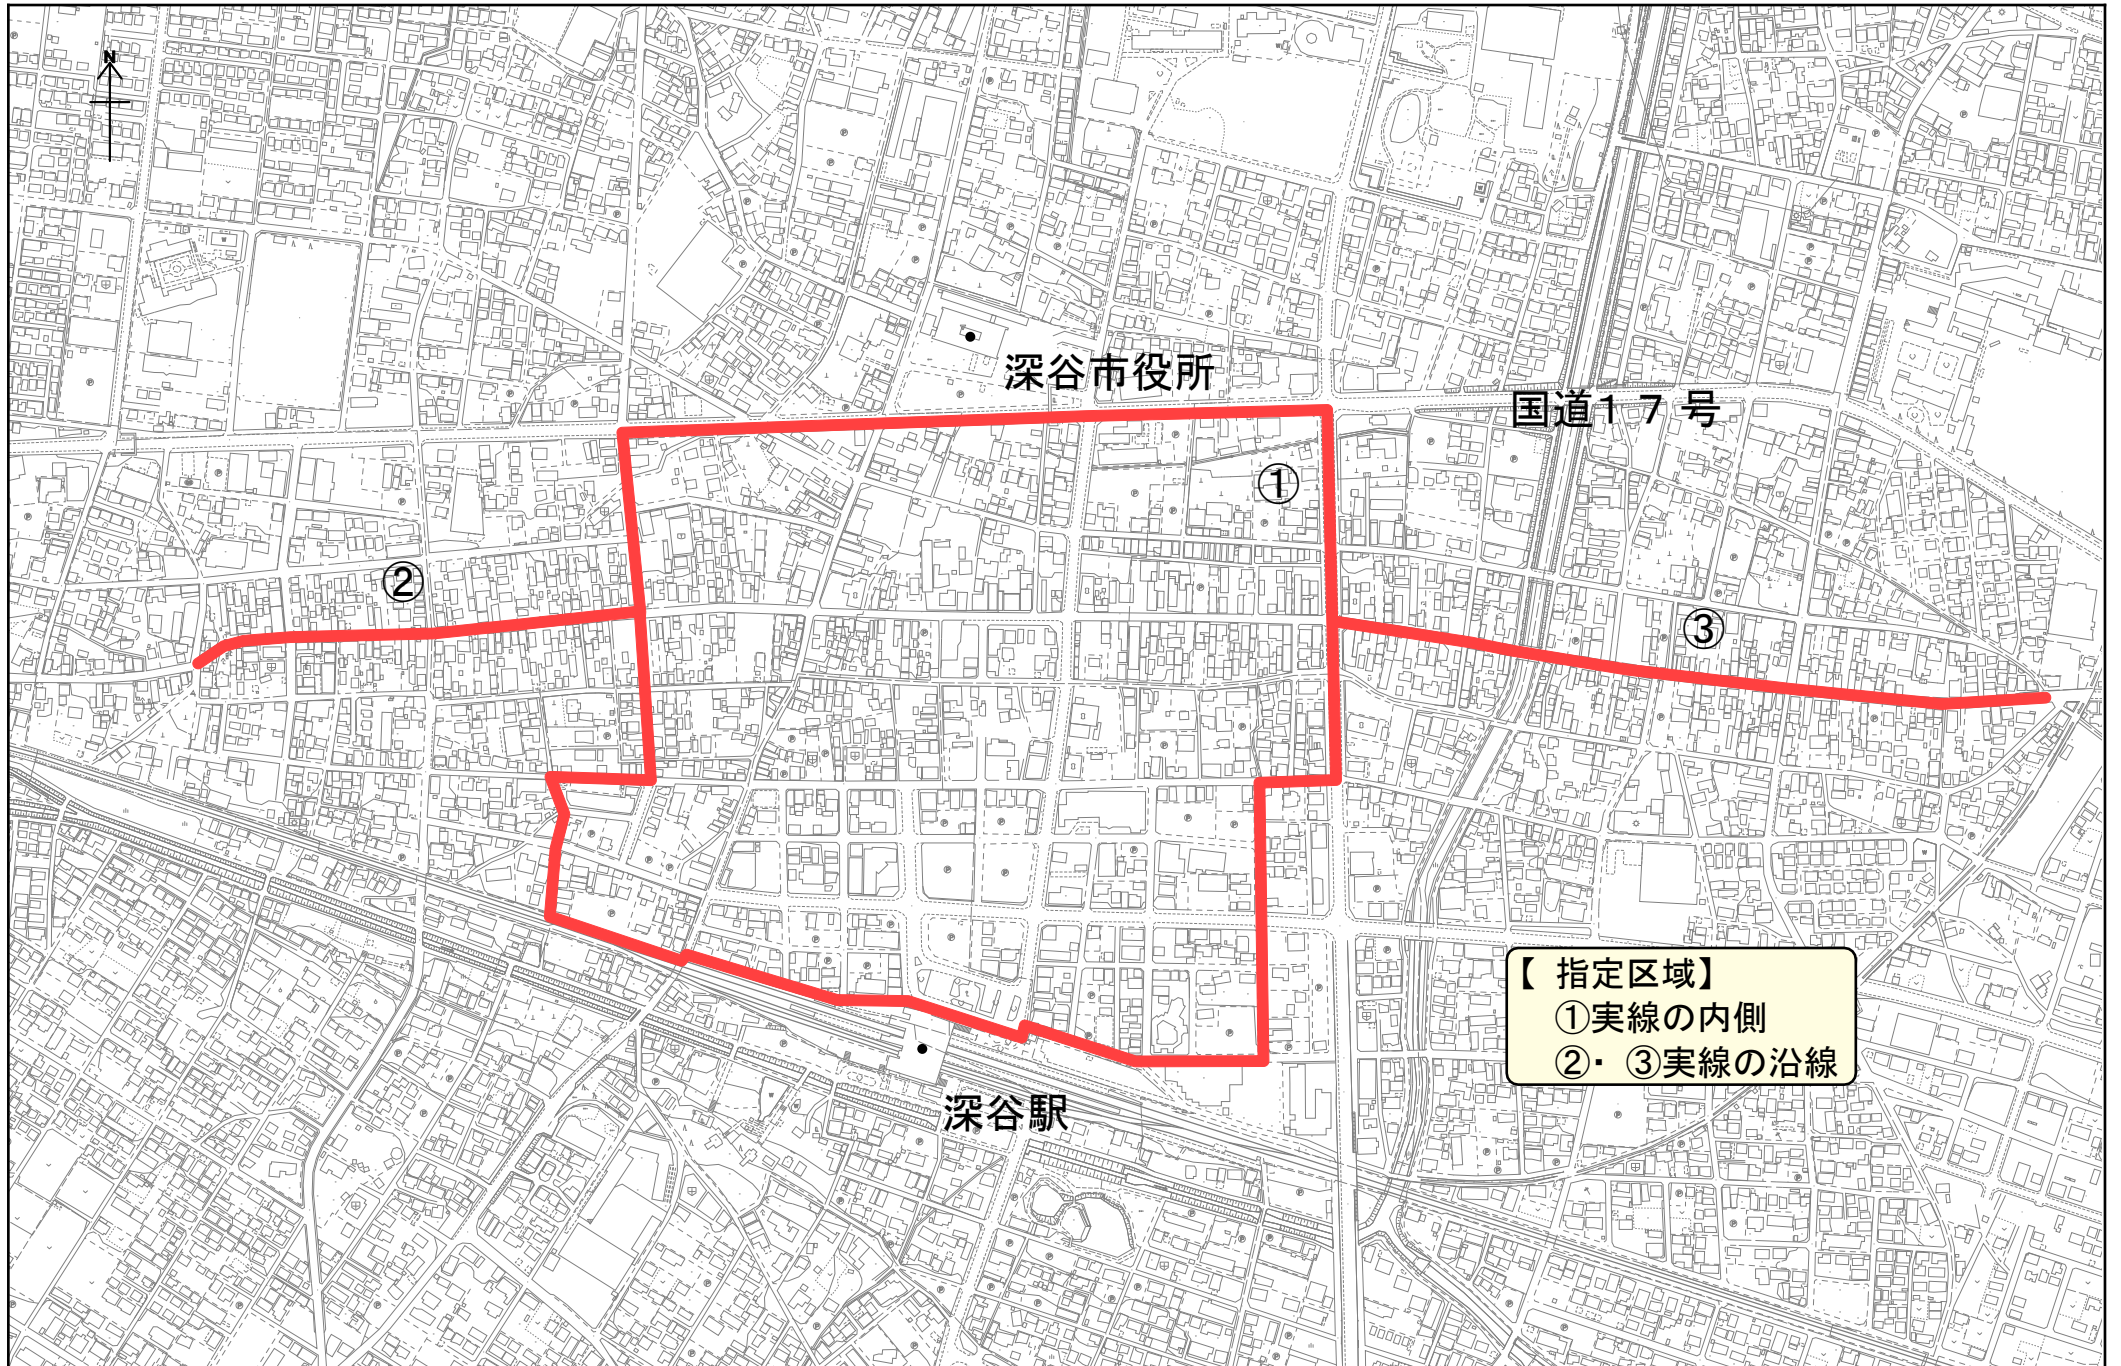 N
深谷市役所
国道17号
①
②
③
【 指定区域】
①実線の内側
②・ ③実線の沿線
深谷駅